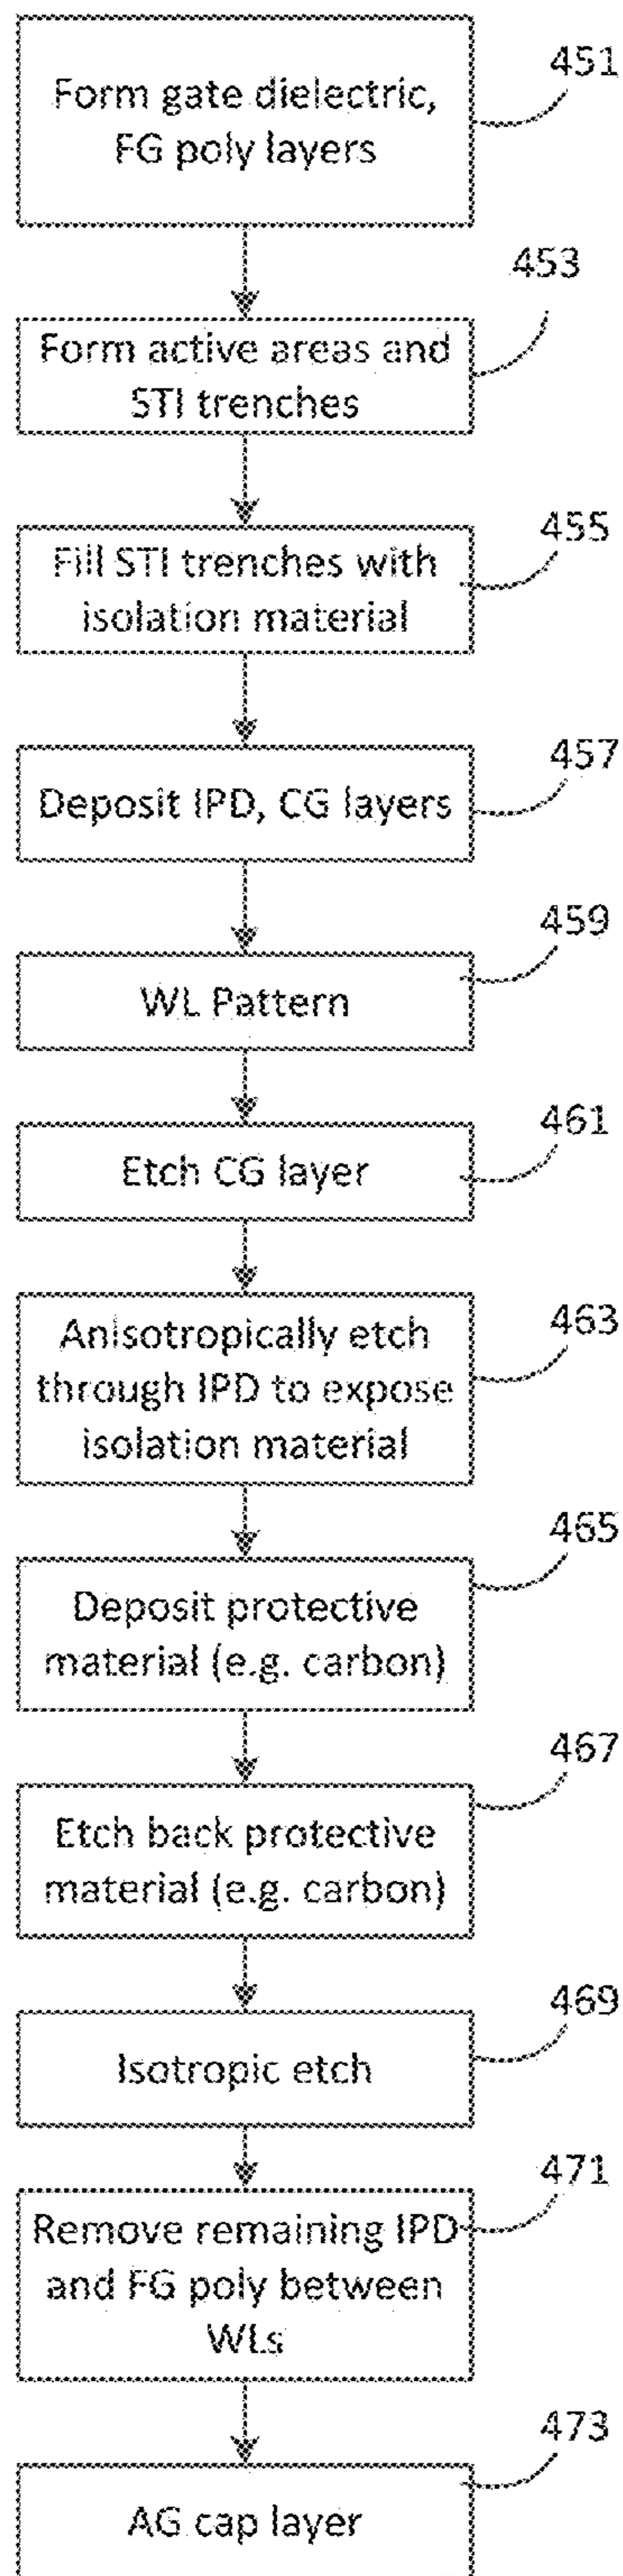 Form gate dielectric,
FG poly layers
451
Form active areas and
STI trenches
453
Fill STI trenches with
isolation material
455
Deposit IPD, CG layers
457
WL Pattern
459
Etch CG layer
461
Anisotropically etch
through IPD to expose
isolation material
463
Deposit protective
material (e.g. carbon)
465
Etch back protective
material (e.g. carbon)
467
Isotropic etch
469
Remove remaining IPD
and FG poly between
WLs
471
AG cap layer
473